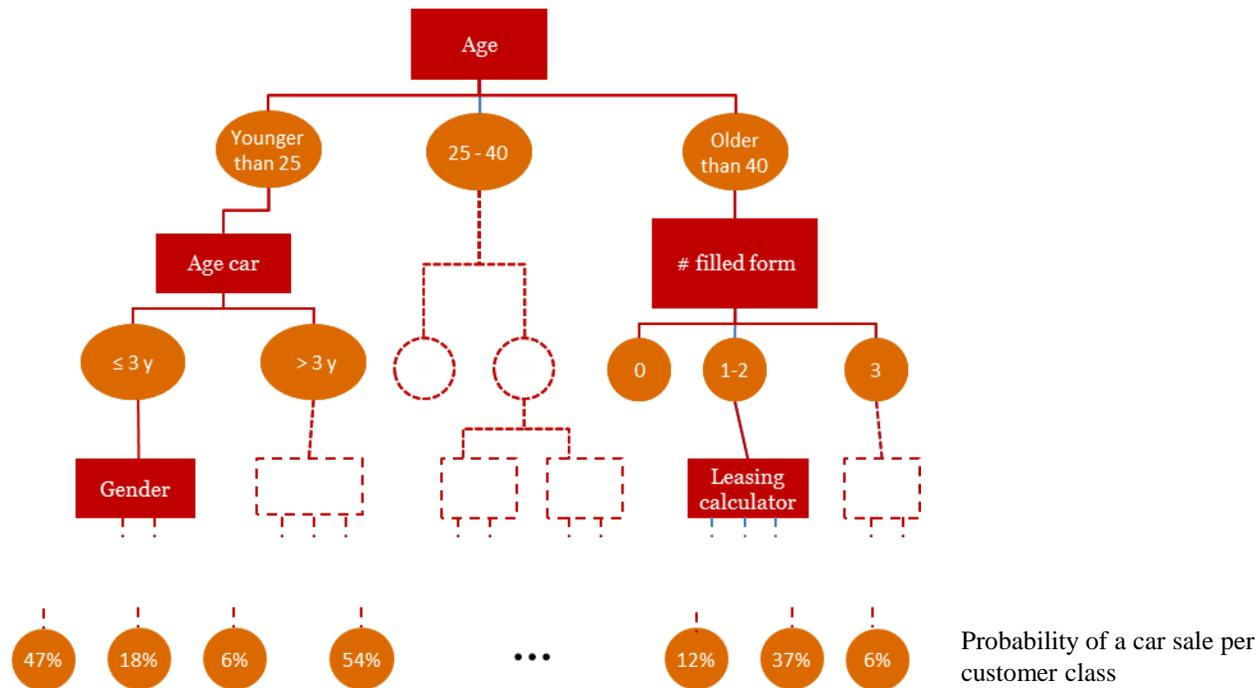 Age
Younger
than 25
25 - 40
Older
than 40
Age car
# filled form
≤ 3 y
> 3 y
0
1-2
3
Gender
Leasing
calculator
47%
18%
6%
54%
...
12%
37%
6%
Probability of a car sale per
customer class